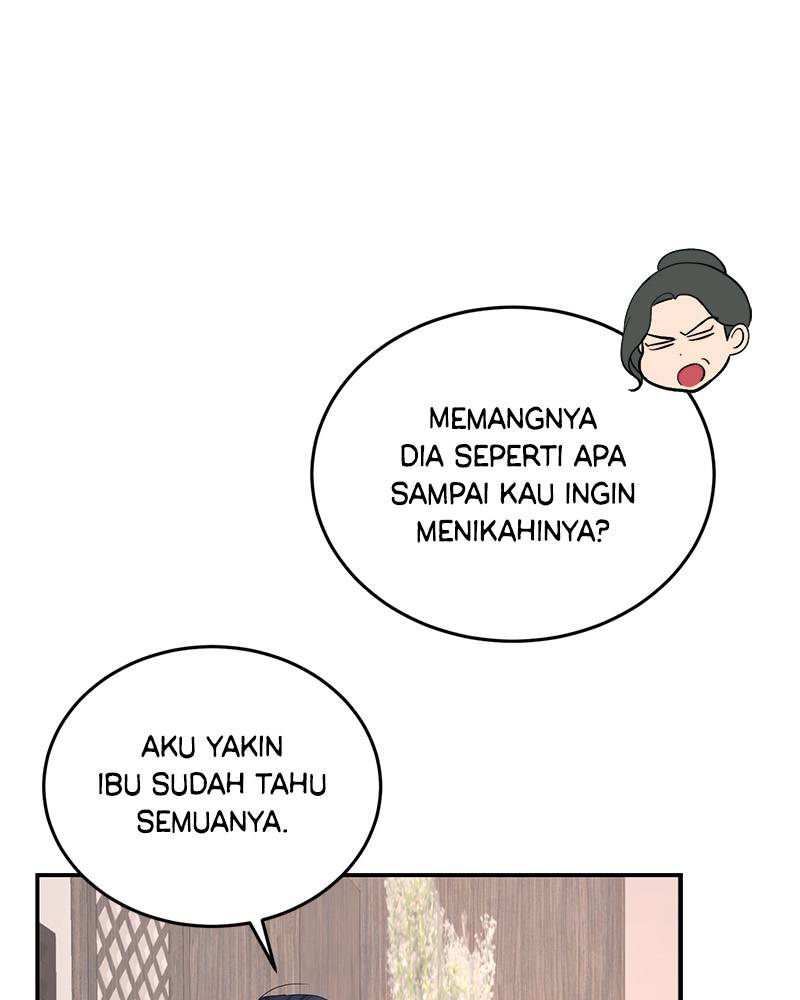 MEMANGNYA
DIA SEPERTI APA
SAMPAI KAU INGIN
MENIKAHINYA?
AKU YAKIN
IBU SUDAH TAHU
SEMUANYA.